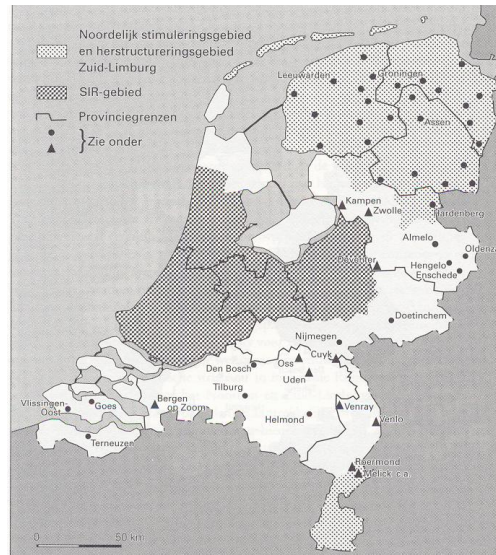 Noordelijk stimuleringsgebied
en herstructureringsgebied
Zuid-Limburg
SIR-gebied
Provinciegrenzen
Zie onder
Leeuwarden
Groningen
Assen
Kampen
Zwolle
Hardenberg
Almelo
Oldenza
Deventer
Hengelo
Enschede
Doetinchem
Nijmegen
Den Bosch
Oss
Cuyk
Uden
Tilburg
Vlissingen-
Oost
Goes
Bergen
op Zoom
Helmond
Venray
Venlo
Terneuzen
Roermond
Melick c.a.
0
50 km